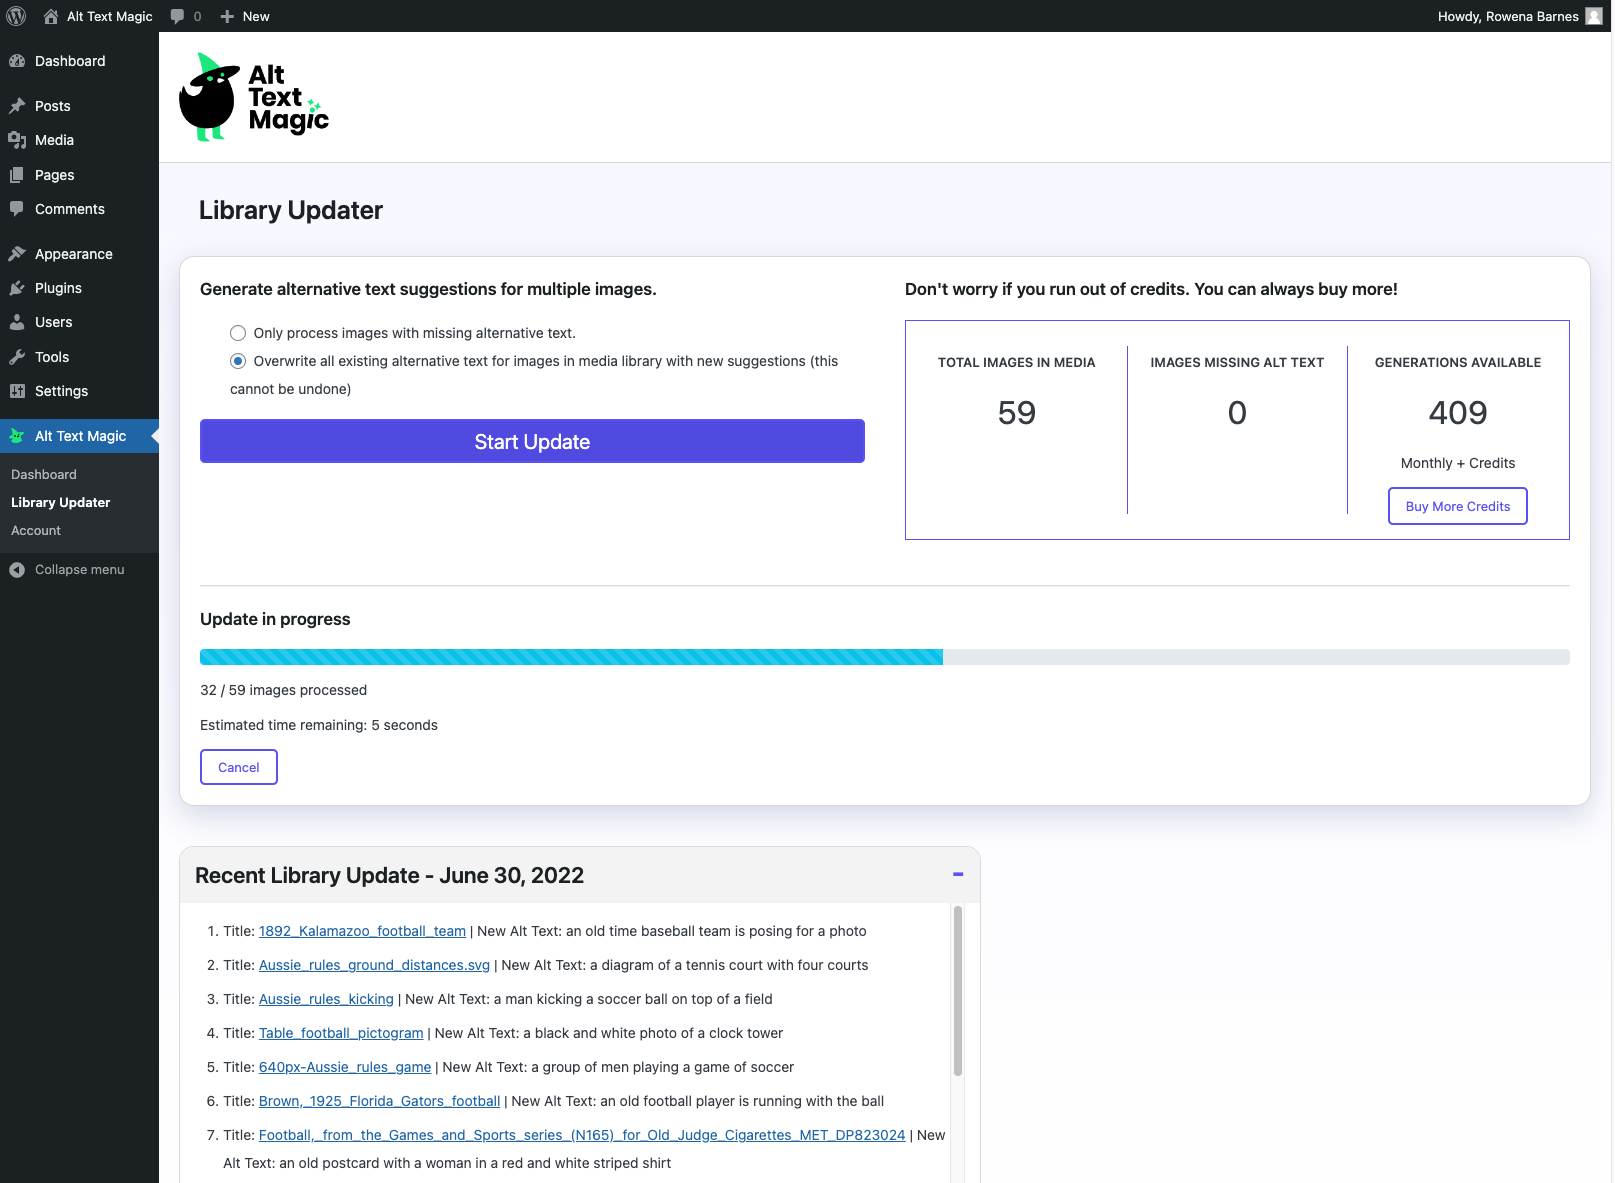 Alt Text Magic 0 New Howdy, Rowena Barnes
Dashboard
Posts
Media
Pages
Comments
Appearance
Plugins
Users
Tools
Settings
Alt Text Magic
Dashboard
Library Updater
Account
Collapse menu
Alt
Text
Magic
Library Updater
Generate alternative text suggestions for multiple images.
Only process images with missing alternative text.
Overwrite all existing alternative text for images in media library with new suggestions (this
cannot be undone)
Start Update
Don't worry if you run out of credits. You can always buy more!
TOTAL IMAGES IN MEDIA
59
IMAGES MISSING ALT TEXT
0
GENERATIONS AVAILABLE
409
Monthly + Credits
Buy More Credits
Update in progress
32 / 59 images processed
Estimated time remaining: 5 seconds
Cancel
Recent Library Update - June 30, 2022
1. Title: 1892_Kalamazoo_football_team | New Alt Text: an old time baseball team is posing for a photo
2. Title: Aussie_rules_ground_distances.svg | New Alt Text: a diagram of a tennis court with four courts
3. Title: Aussie_rules_kicking | New Alt Text: a man kicking a soccer ball on top of a field
4. Title: Table_football_pictogram | New Alt Text: a black and white photo of a clock tower
5. Title: 640px-Aussie_rules_game | New Alt Text: a group of men playing a game of soccer
6. Title: Brown,_1925_Florida_Gators_football | New Alt Text: an old football player is running with the ball
7. Title: Football,_from_the_Games_and_Sports_series_(N165)_for_Old_Judge_Cigarettes_MET_DP823024 | New
Alt Text: an old postcard with a woman in a red and white striped shirt